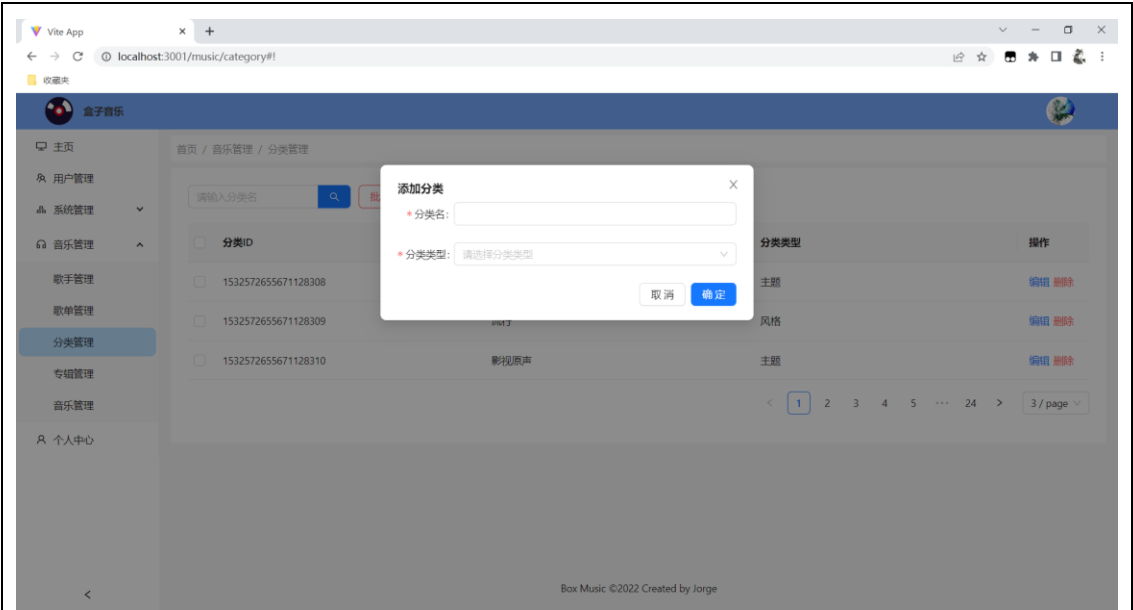 Vite App
localhost:3001/music/category#!
收藏夹
盒子音乐
主页
用户管理
系统管理
音乐管理
歌手管理
歌单管理
分类管理
专辑管理
音乐管理
个人中心
首页 / 音乐管理 / 分类管理
请输入分类名 批
添加分类
* 分类名:
* 分类类型: 请选择分类类型
取消 确定
分类ID 分类类型 操作
1532572655671128308 主题 编辑 删除
1532572655671128309 流行 风格 编辑 删除
1532572655671128310 影视原声 主题 编辑 删除
< 1 2 3 4 5 ··· 24 > 3 / page
Box Music ©2022 Created by Jorge